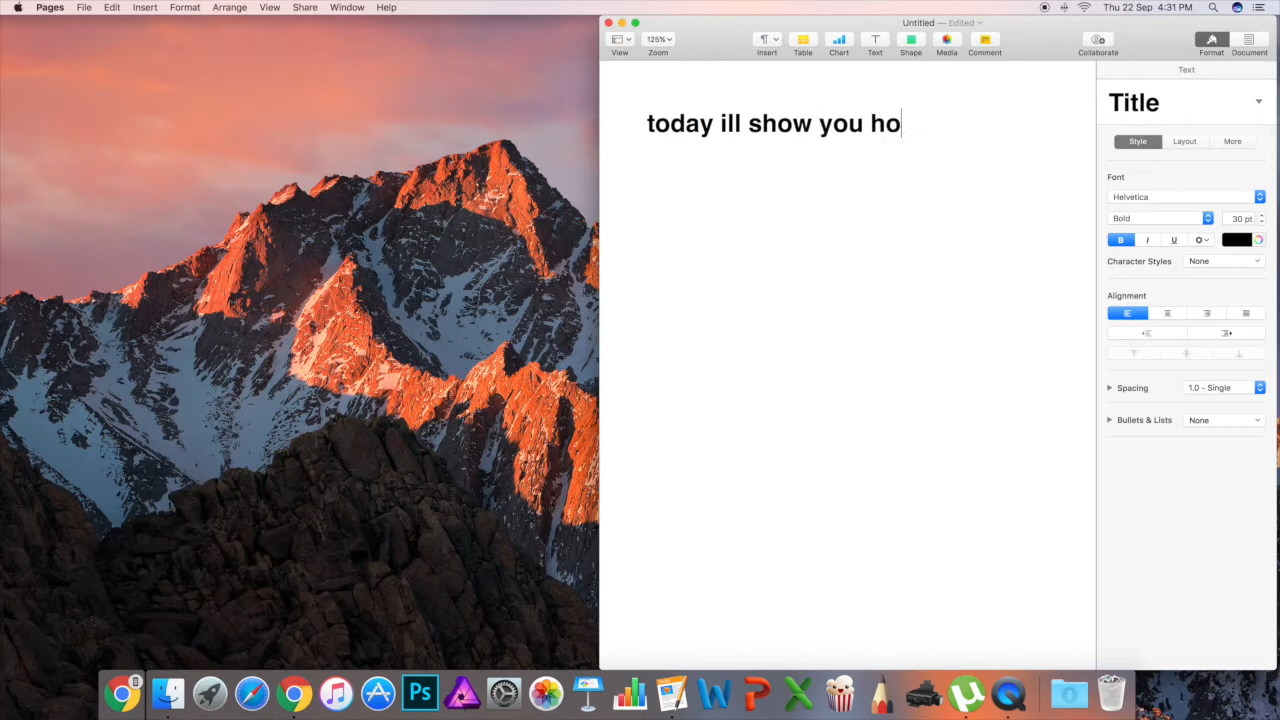 Pages File Edit Insert Format Arrange View Share Window Help Thu 22 Sep 4:31 PM
Untitled — Edited
125%
View Zoom Insert Table Chart Text Shape Media Comment Collaborate Format Document
Text
today ill show you ho
Title
Style Layout More
Font
Helvetica
Bold 30 pt
B I U
Character Styles None
Alignment
Spacing 1.0 - Single
Bullets & Lists None
Ps W P X